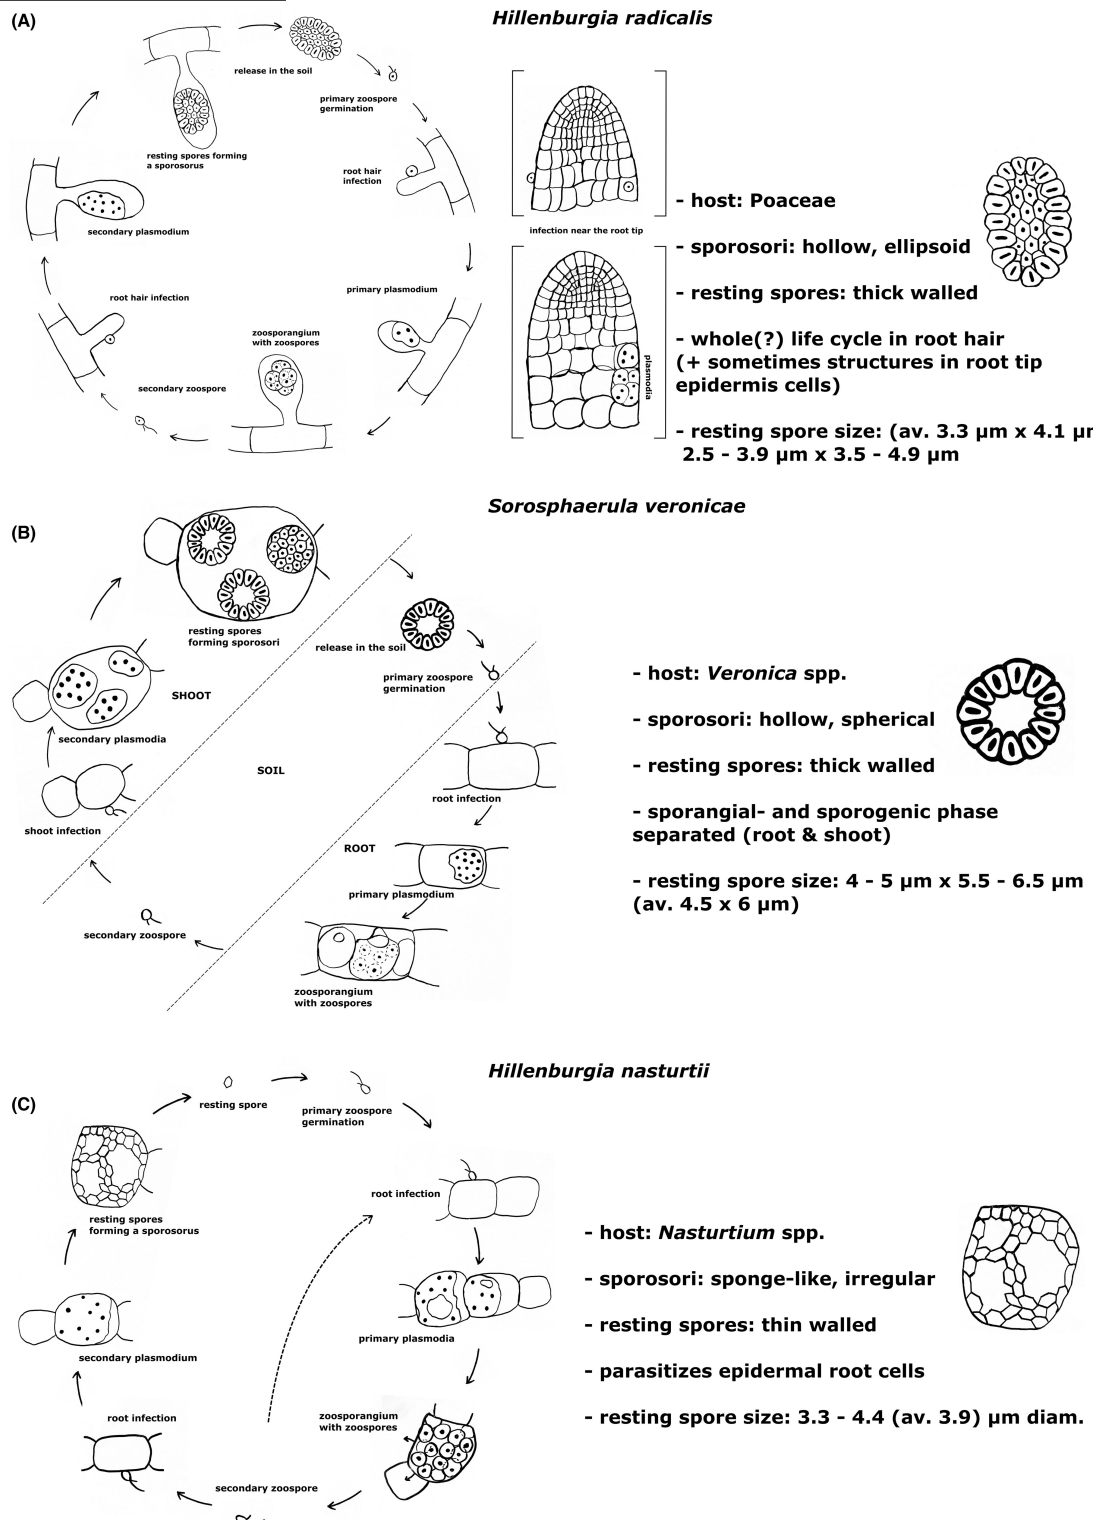 (A)
Hillenburgia radicalis
release in the soil
primary zoospore
germination
resting spores forming
a sporosorus
root hair
infection
secondary plasmodium
infection near the root tip
primary plasmodium
root hair infection
zoosporangium
with zoospores
secondary zoospore
plasmodia
- host: Poaceae
- sporosori: hollow, ellipsoid
- resting spores: thick walled
- whole(?) life cycle in root hair
(+ sometimes structures in root tip
epidermis cells)
- resting spore size: (av. 3.3 µm x 4.1 µm
2.5 - 3.9 µm x 3.5 - 4.9 µm
(B)
Sorosphaerula veronicae
resting spores
forming sporosori
release in the soil
primary zoospore
germination
SHOOT
secondary plasmodia
SOIL
root infection
shoot infection
ROOT
primary plasmodium
secondary zoospore
zoosporangium
with zoospores
- host: Veronica spp.
- sporosori: hollow, spherical
- resting spores: thick walled
- sporangial- and sporogenic phase
separated (root & shoot)
- resting spore size: 4 - 5 µm x 5.5 - 6.5 µm
(av. 4.5 x 6 µm)
(C)
Hillenburgia nasturtii
resting spore
primary zoospore
germination
root infection
resting spores
forming a sporosorus
primary plasmodia
secondary plasmodium
root infection
zoosporangium
with zoospores
secondary zoospore
- host: Nasturtium spp.
- sporosori: sponge-like, irregular
- resting spores: thin walled
- parasitizes epidermal root cells
- resting spore size: 3.3 - 4.4 (av. 3.9) µm diam.